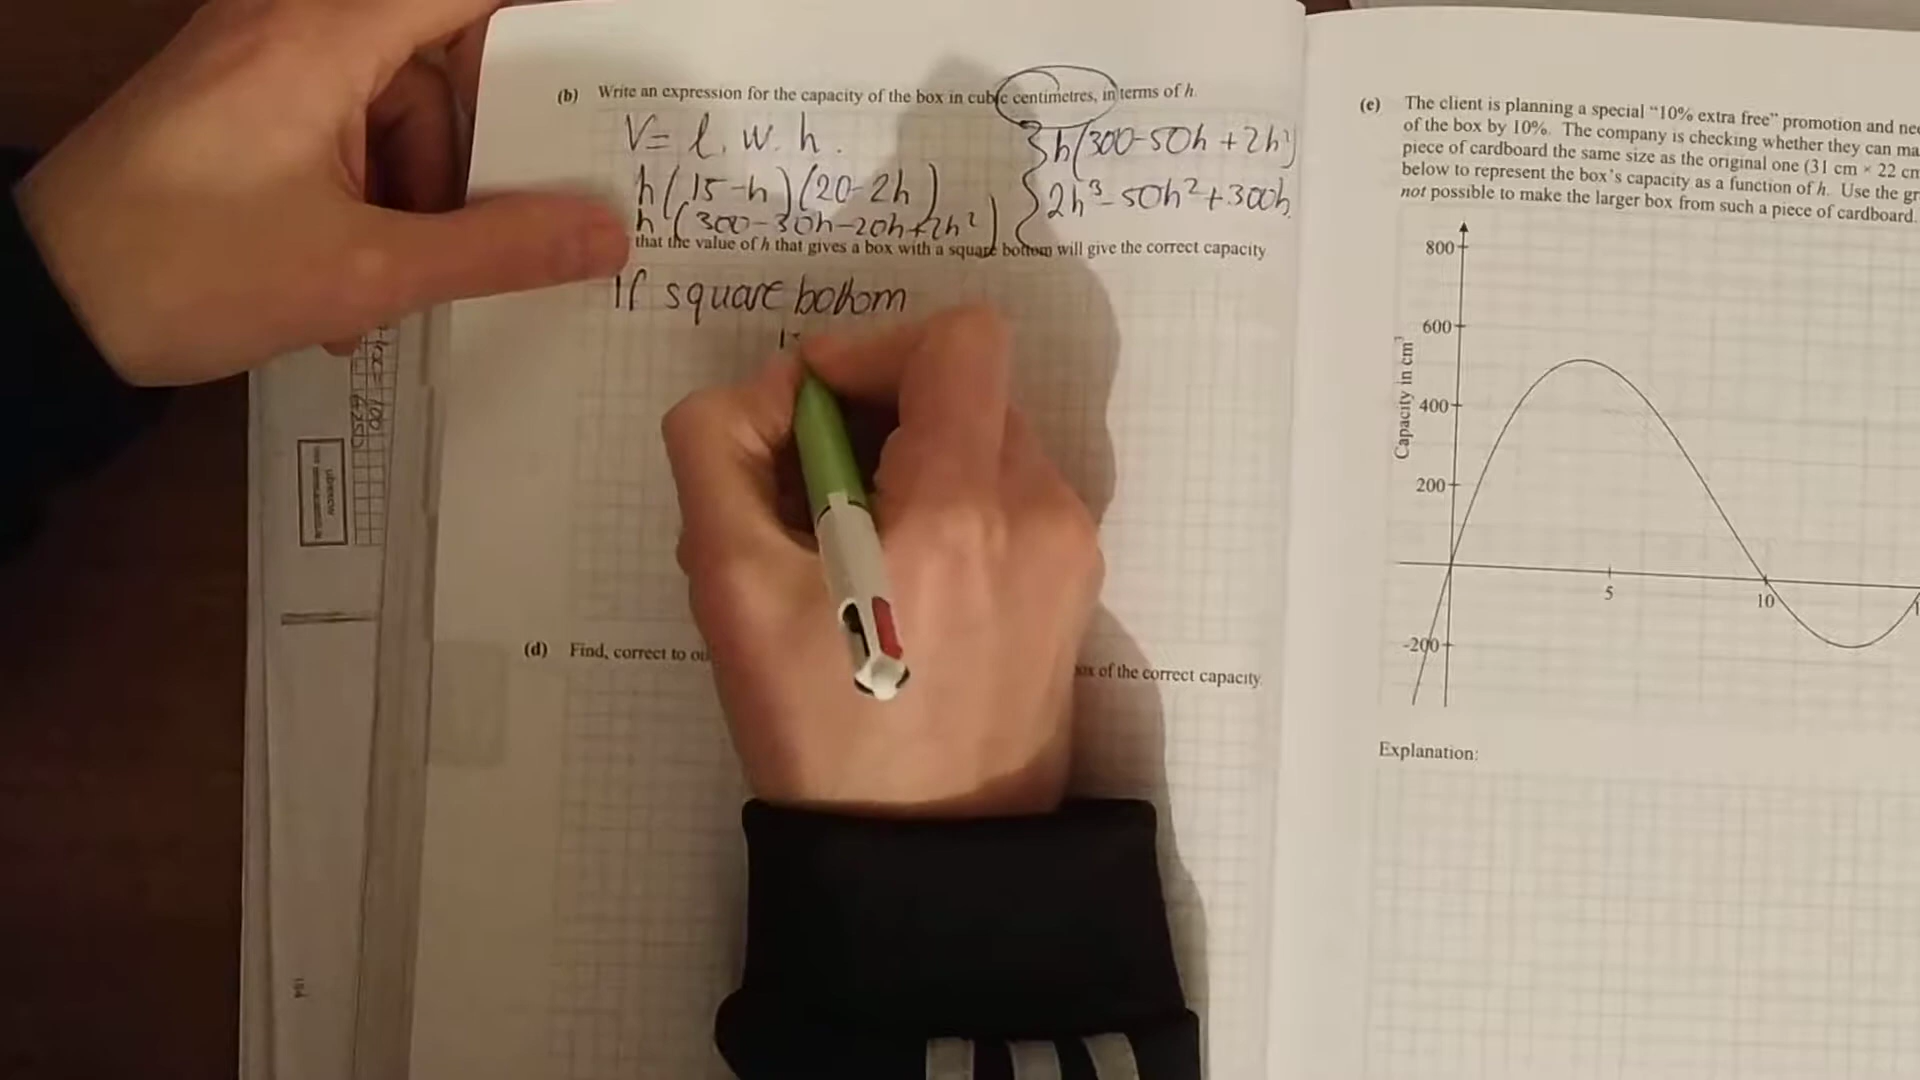 (b) Write an expression for the capacity of the box in cubic centimetres, in terms of h.
V= l. w. h.
h(15-h)(20-2h)
h(300-30h-20h+2h²)
h(300-50h+2h²)
2h³-50h²+300h
that the value of h that gives a box with a square bottom will give the correct capacity
If square bottom
(d) Find, correct to
of the correct capacity.
(e) The client is planning a special “10% extra free” promotion and
of the box by 10%. The company is checking whether they can
piece of cardboard the same size as the original one (31 cm × 22
below to represent the box’s capacity as a function of h. Use the
not possible to make the larger box from such a piece of cardboard.
800
600
400
200
-200
5
10
Capacity in cm³
Explanation: